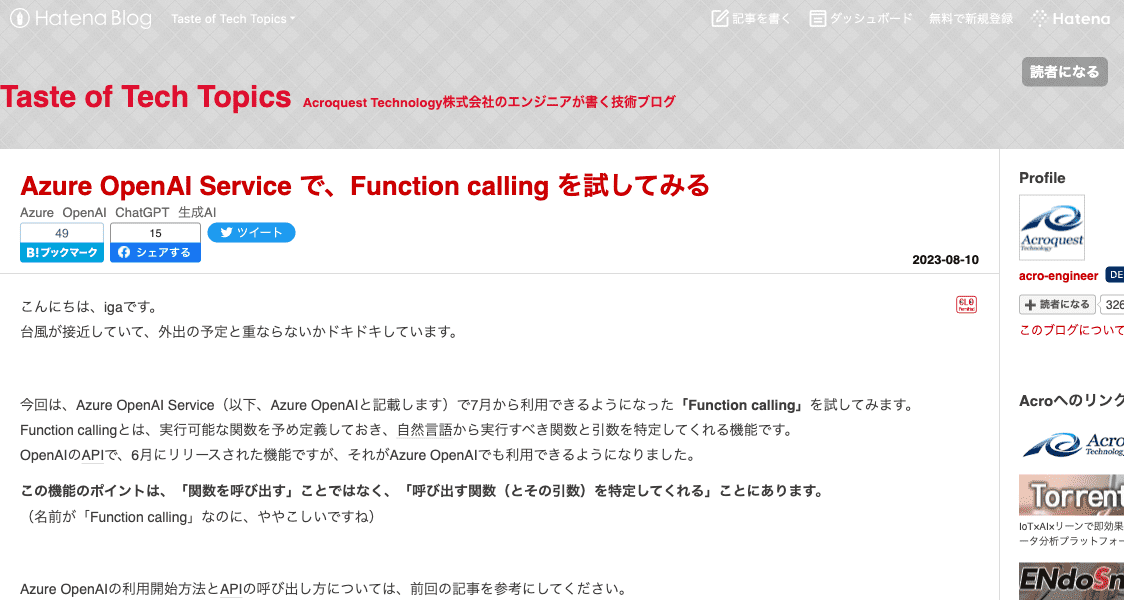 Hatena Blog
Taste of Tech Topics
記事を書く
ダッシュボード
無料で新規登録
Hatena
読者になる
Taste of Tech Topics Acroquest Technology株式会社のエンジニアが書く技術ブログ
Azure OpenAI Service で、Function calling を試してみる
Azure OpenAI ChatGPT 生成AI
49
15
ツイート
B!ブックマーク
シェアする
2023-08-10
こんにちは、igaです。
台風が接近していて、外出の予定と重ならないかドキドキしています。
今回は、Azure OpenAI Service（以下、Azure OpenAIと記載します）で7月から利用できるようになった「Function calling」を試してみます。
Function callingとは、実行可能な関数を予め定義しておき、自然言語から実行すべき関数と引数を特定してくれる機能です。
OpenAIのAPIで、6月にリリースされた機能ですが、それがAzure OpenAIでも利用できるようになりました。
この機能のポイントは、「関数を呼び出す」ことではなく、「呼び出す関数（とその引数）を特定してくれる」ことにあります。
（名前が「Function calling」なのに、ややこしいですね）
Azure OpenAIの利用開始方法とAPIの呼び出し方については、前回の記事を参考にしてください。
Profile
Acroquest
Technology
acro-engineer DE
読者になる 326
このブログについて
Acroへのリンク
Acro
Technolog
Torrent
IoT×AI×リーンで即効果
ータ分析プラットフォー
ENdoSn